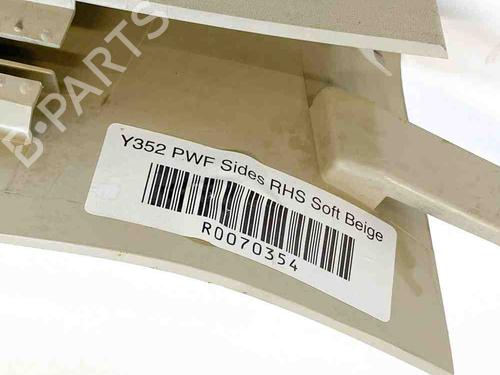 B-PARTS
Y352 PWF Sides RHS Soft Beige
R0070354